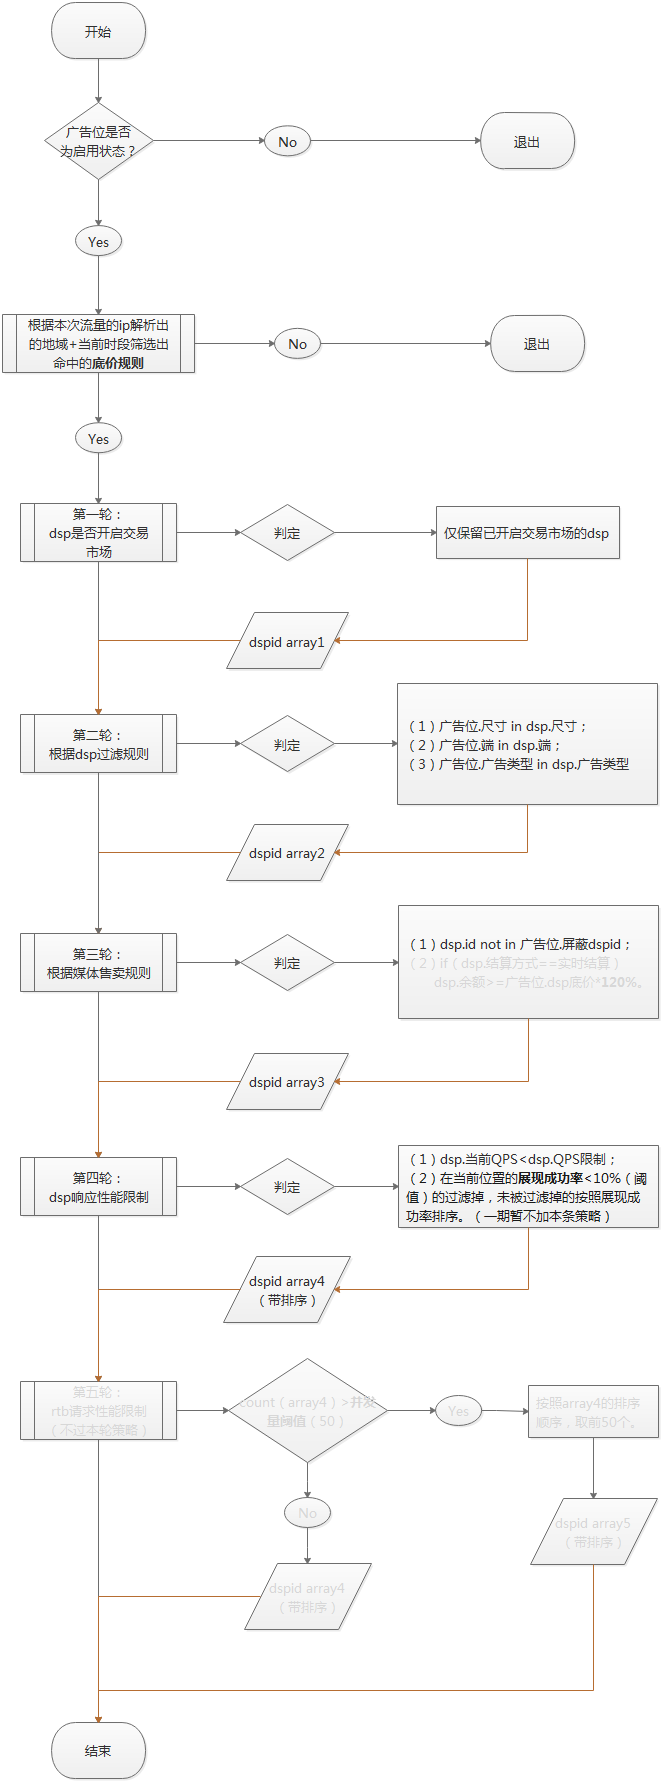 开始
广告位是否
为启用状态？
No
退出
Yes
根据本次流量的ip解析出
的地域+当前时段筛选出
命中的底价规则
No
退出
Yes
第一轮：
dsp是否开启交易
市场
判定
仅保留已开启交易市场的dsp
dspid array1
第二轮：
根据dsp过滤规则
判定
（1）广告位.尺寸 in dsp.尺寸；
（2）广告位.端 in dsp.端；
（3）广告位.广告类型 in dsp.广告类型
dspid array2
第三轮：
根据媒体售卖规则
判定
（1）dsp.id not in 广告位.屏蔽dspid；
（2）if（dsp.结算方式==实时结算）
dsp.余额>=广告位.dsp底价*120%。
dspid array3
第四轮：
dsp响应性能限制
判定
（1）dsp.当前QPS<dsp.QPS限制；
（2）在当前位置的展现成功率<10%（阈
值）的过滤掉，未被过滤掉的按照展现成
功率排序。（一期暂不加本条策略）
dspid array4
（带排序）
第五轮：
rtb请求性能限制
（不过本轮策略）
count（array4）>并发
量阈值（50）
Yes
按照array4的排序
顺序，取前50个。
No
dspid array5
（带排序）
dspid array4
（带排序）
结束